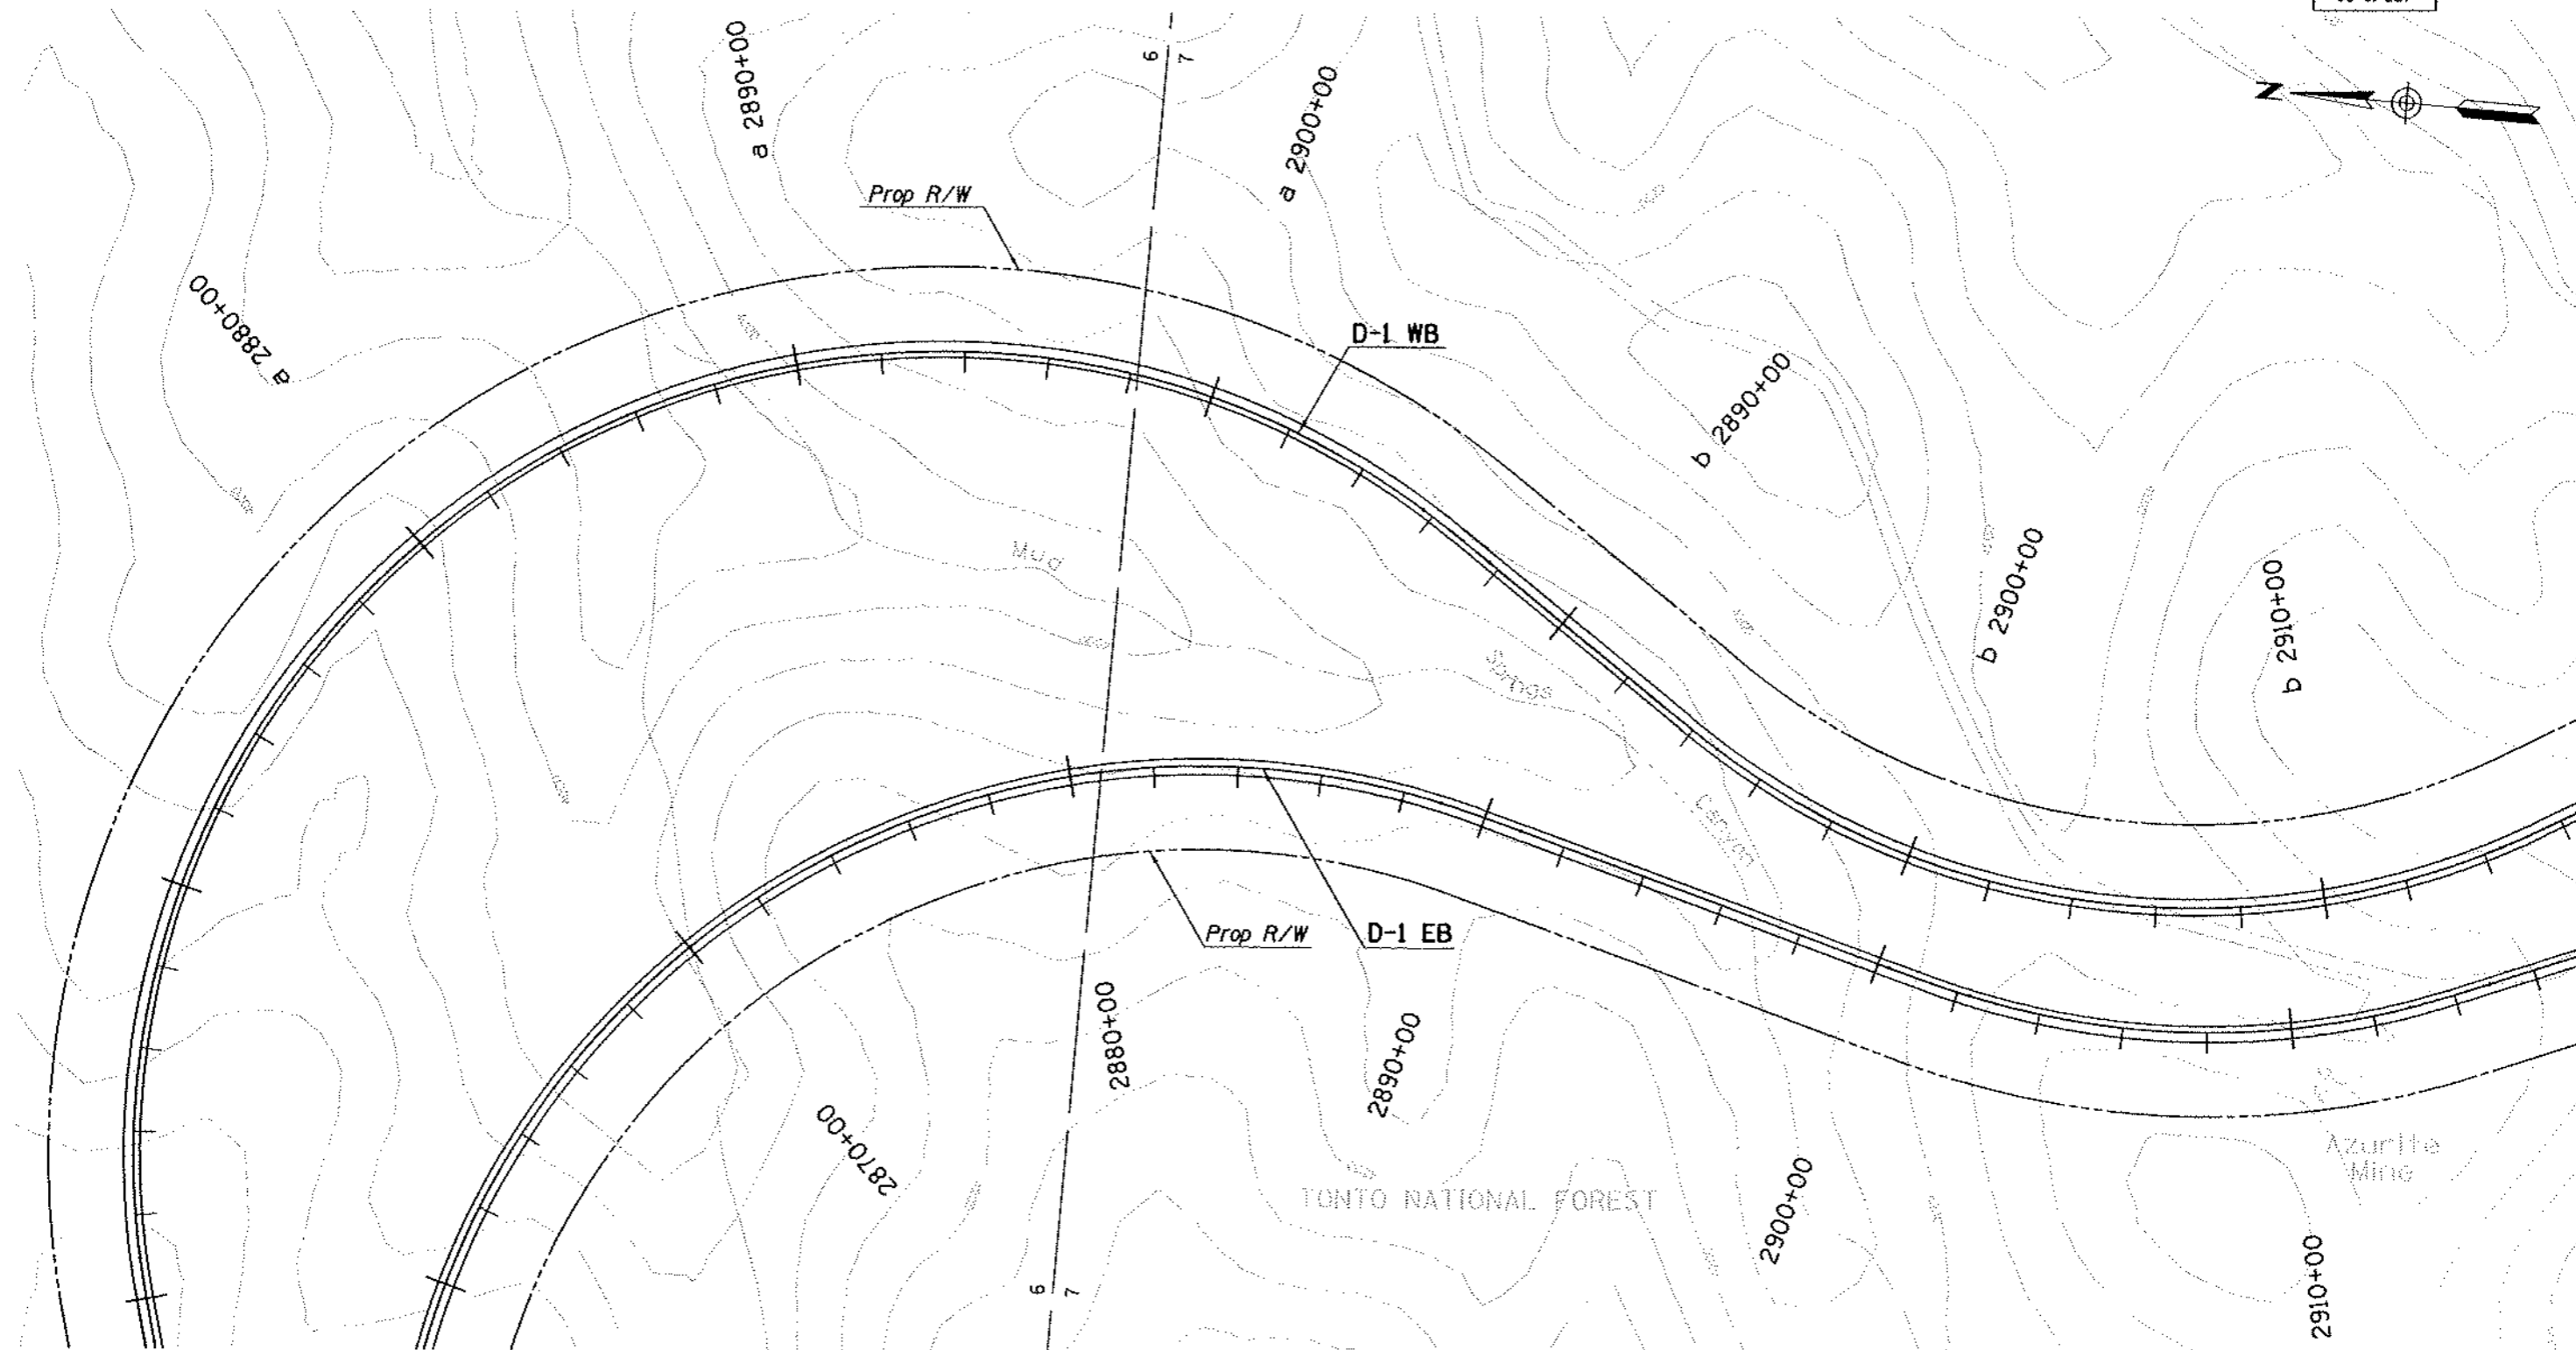 a 2890+00
6
7
a 2900+00
N
Prop R/W
a 2880+00
D-1 WB
b 2890+00
Mud
b 2900+00
b 2910+00
Springs
Canyon
Prop R/W
D-1 EB
2880+00
2890+00
2870+00
Azurite
Mine
TONTO NATIONAL FOREST
2900+00
2910+00
6
7